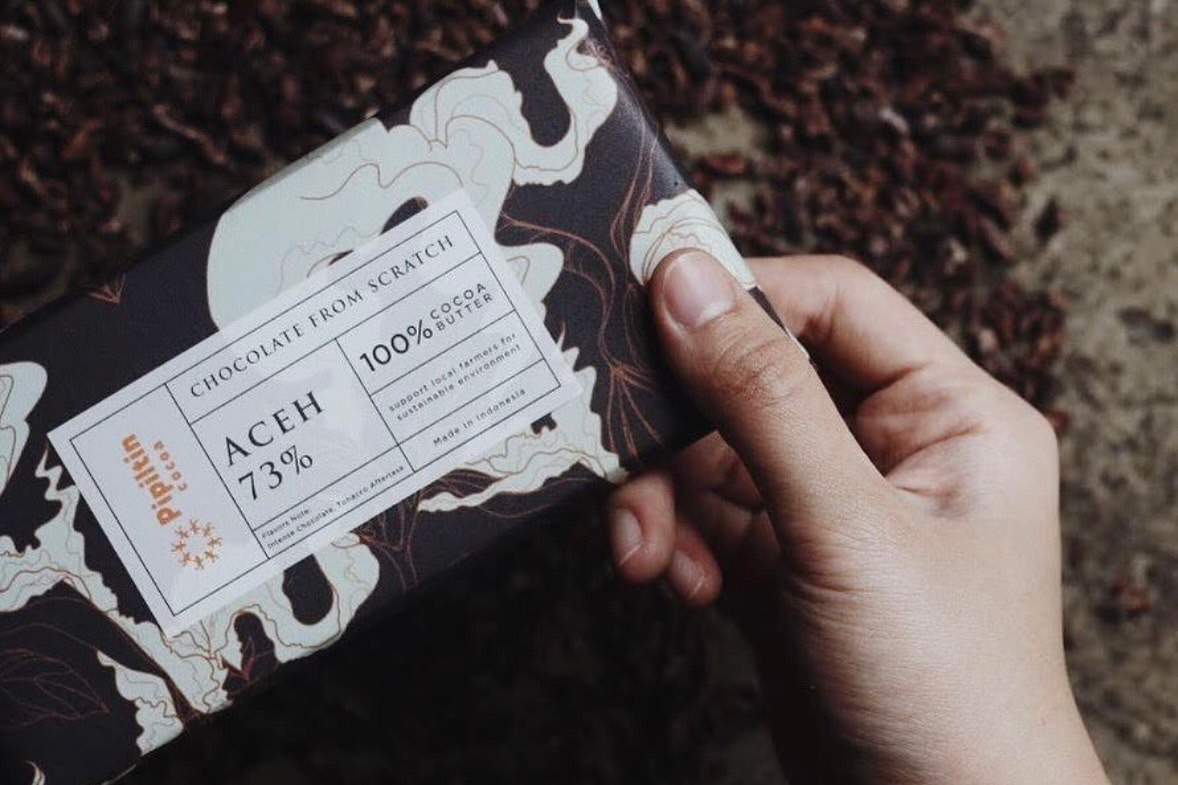 CHOCOLATE FROM SCRATCH
Pipiltin
COCOA
ACEH
73%
Flavors Note:
Intense Chocolate, Tobacco Aftertaste
100% COCOA
BUTTER
support local farmers for
sustainable environment
Made in Indonesia